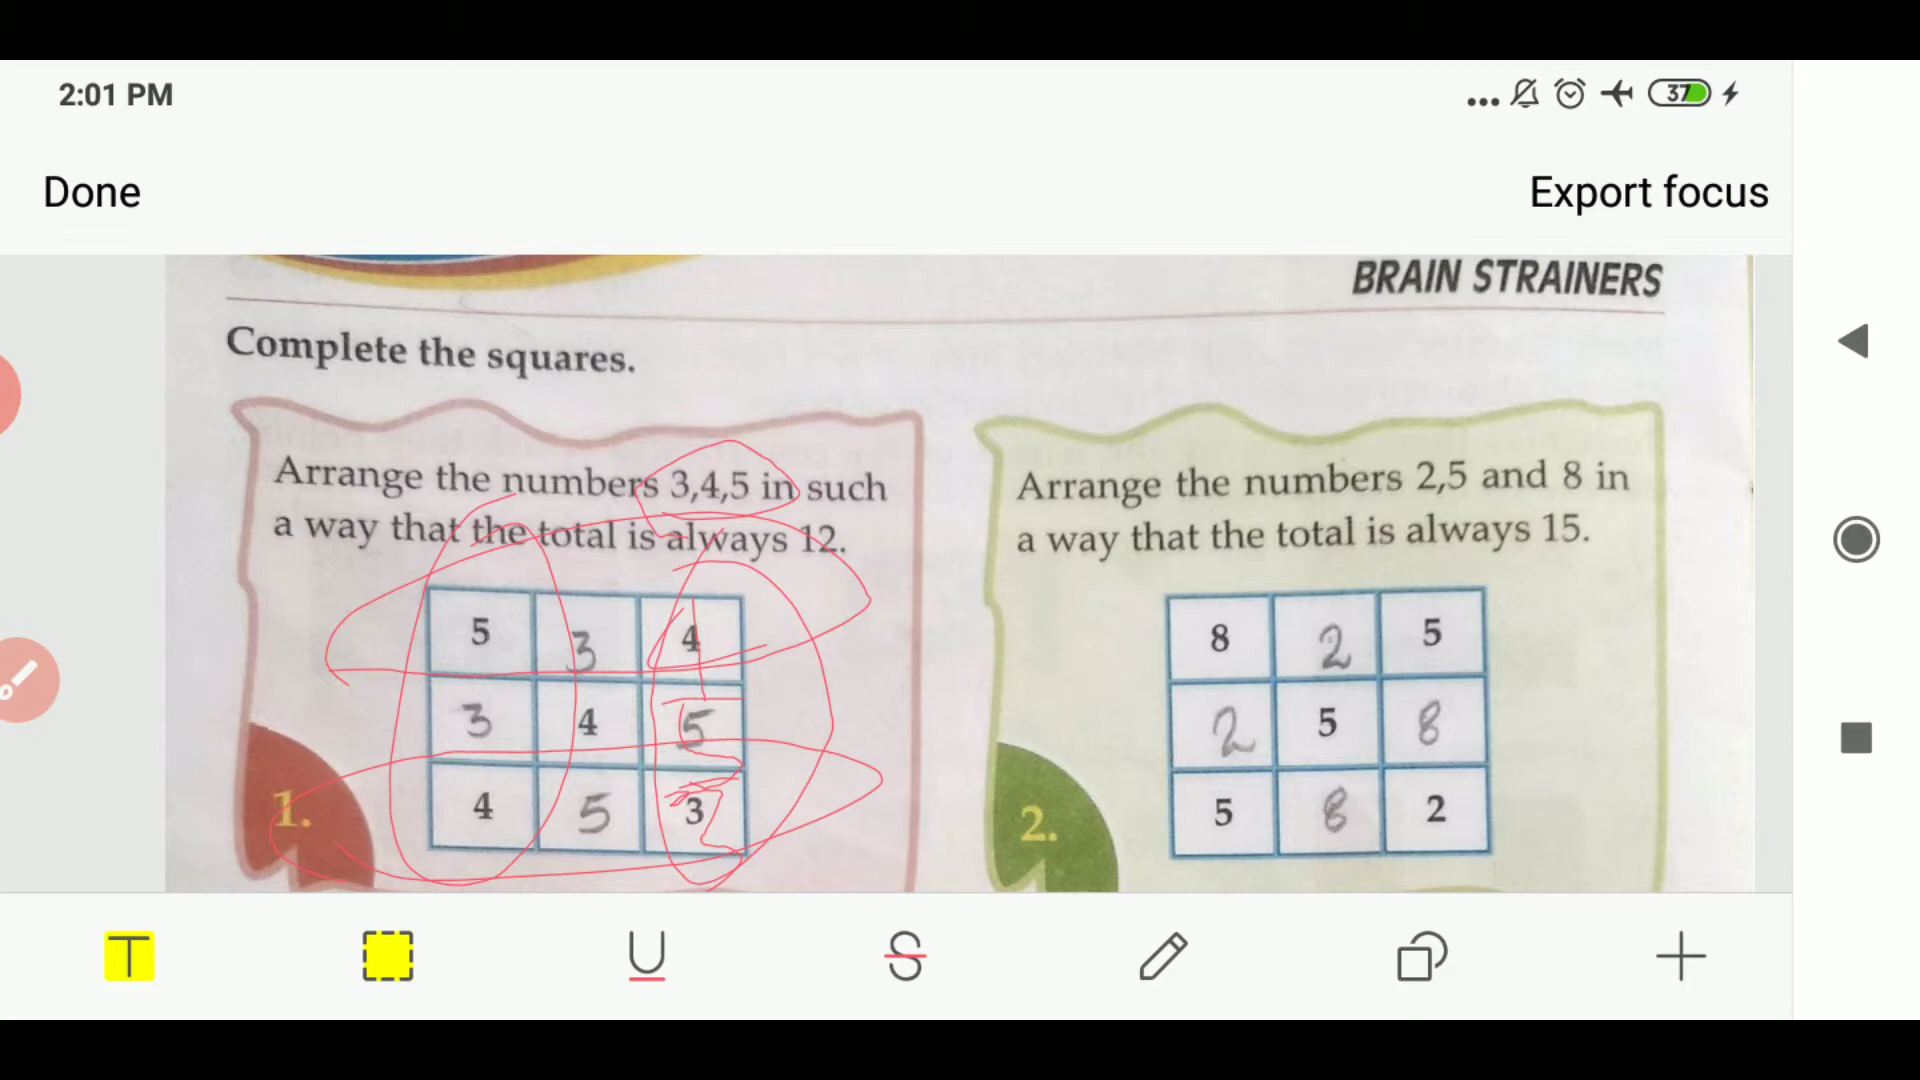 2:01 PM
37
Done
Export focus
BRAIN STRAINERS
Complete the squares.
Arrange the numbers 3,4,5 in such
a way that the total is always 12.
5 3 4
3 4 5
4 5 3
1.
Arrange the numbers 2,5 and 8 in
a way that the total is always 15.
8 2 5
2 5 8
5 8 2
2.
T
U
S